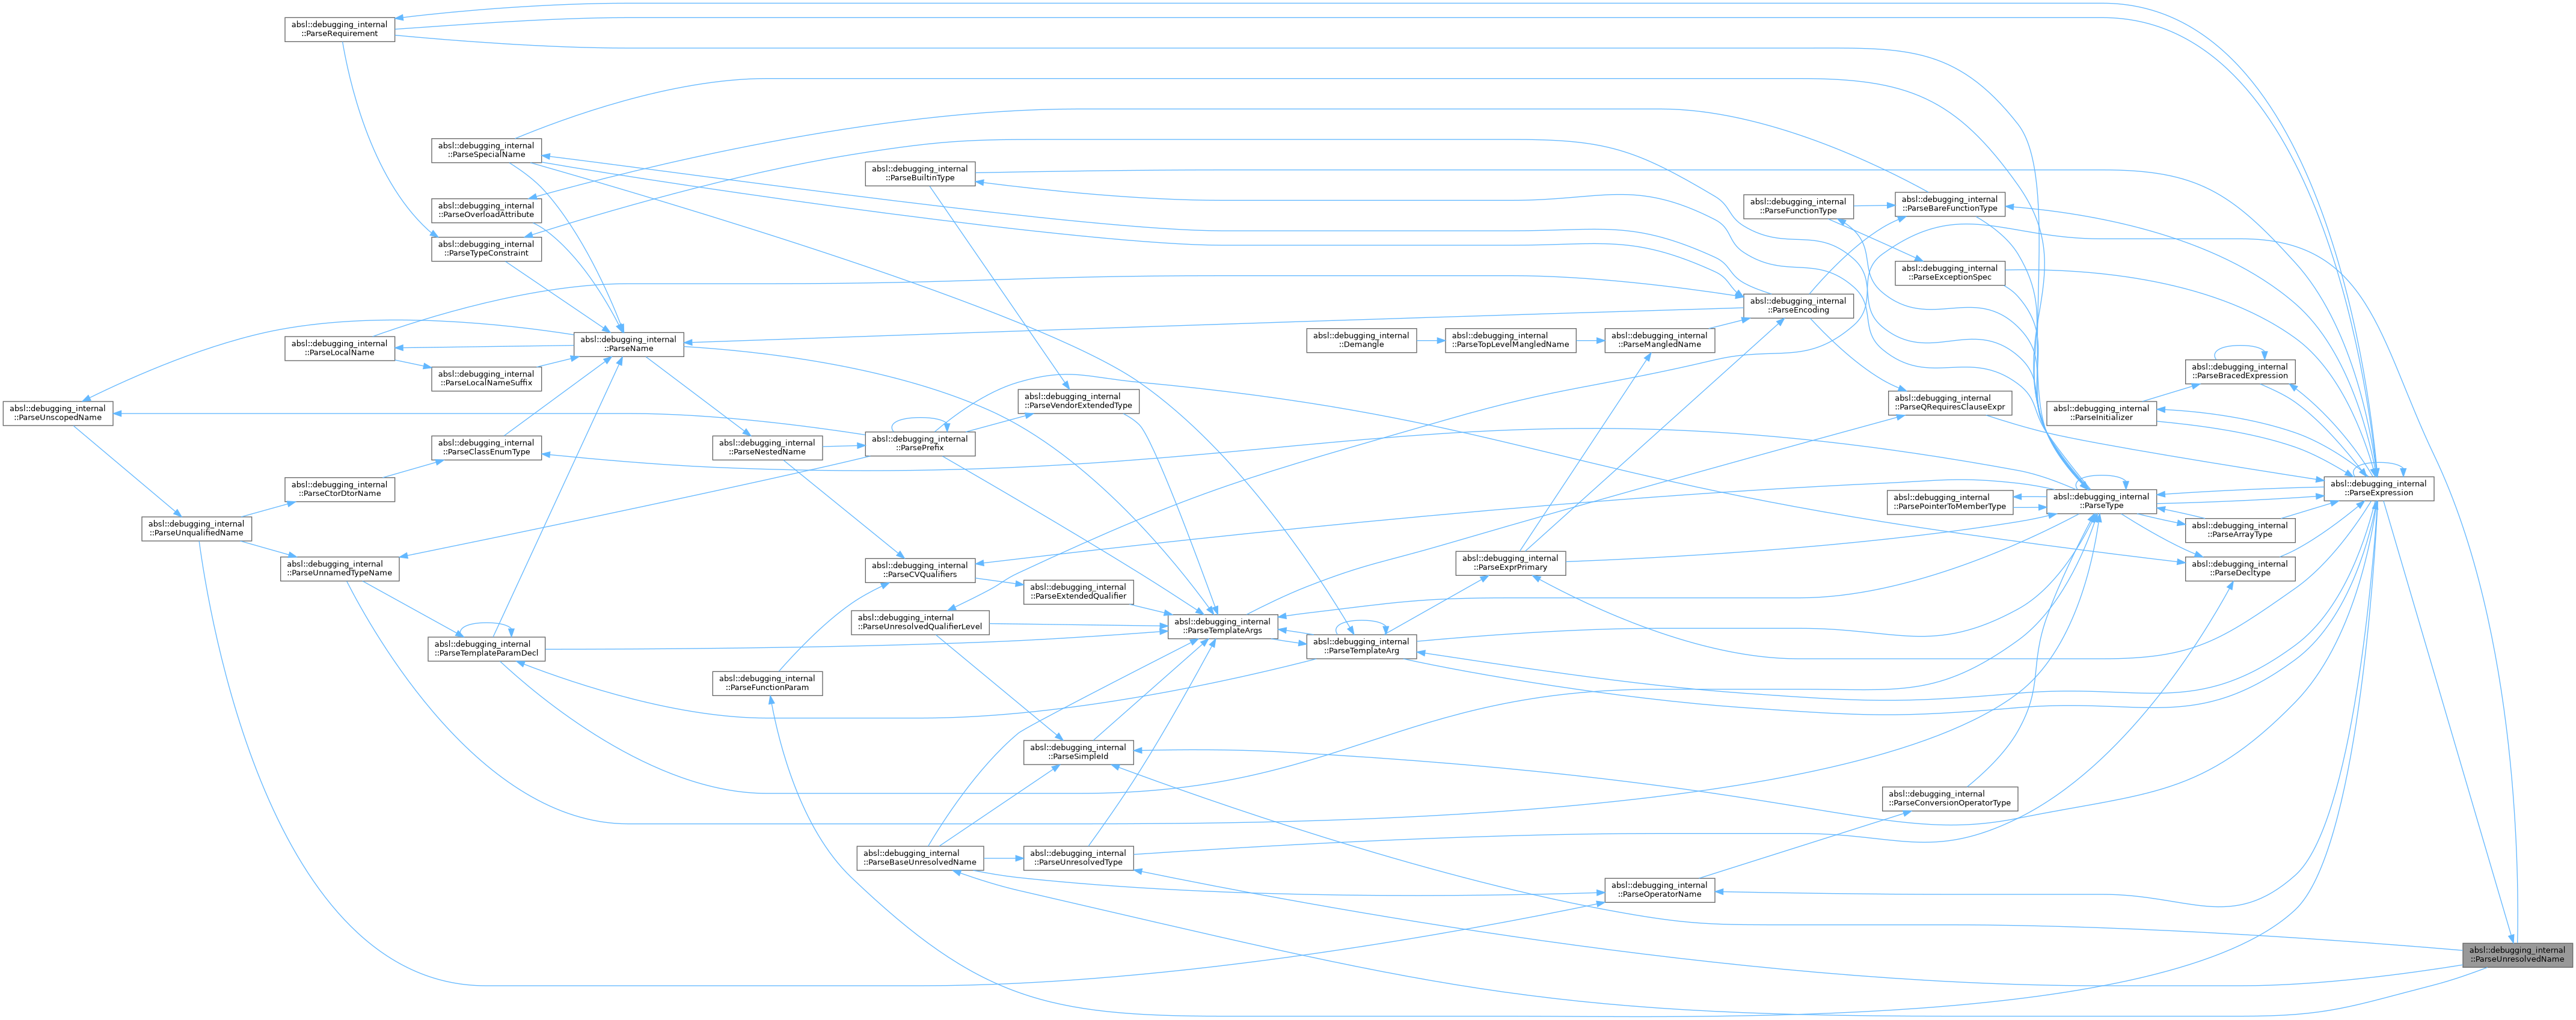 absl::debugging_internal
::ParseRequirement
absl::debugging_internal
::ParseSpecialName
absl::debugging_internal
::ParseOverloadAttribute
absl::debugging_internal
::ParseTypeConstraint
absl::debugging_internal
::ParseBuiltinType
absl::debugging_internal
::ParseFunctionType
absl::debugging_internal
::ParseBareFunctionType
absl::debugging_internal
::ParseExceptionSpec
absl::debugging_internal
::ParseEncoding
absl::debugging_internal
::ParseLocalName
absl::debugging_internal
::ParseName
absl::debugging_internal
::Demangle
absl::debugging_internal
::ParseTopLevelMangledName
absl::debugging_internal
::ParseMangledName
absl::debugging_internal
::ParseLocalNameSuffix
absl::debugging_internal
::ParseBracedExpression
absl::debugging_internal
::ParseUnscopedName
absl::debugging_internal
::ParseVendorExtendedType
absl::debugging_internal
::ParseQRequiresClauseExpr
absl::debugging_internal
::ParseInitializer
absl::debugging_internal
::ParseClassEnumType
absl::debugging_internal
::ParseNestedName
absl::debugging_internal
::ParsePrefix
absl::debugging_internal
::ParseCtorDtorName
absl::debugging_internal
::ParsePointerToMemberType
absl::debugging_internal
::ParseType
absl::debugging_internal
::ParseExpression
absl::debugging_internal
::ParseUnqualifiedName
absl::debugging_internal
::ParseArrayType
absl::debugging_internal
::ParseUnnamedTypeName
absl::debugging_internal
::ParseCVQualifiers
absl::debugging_internal
::ParseExprPrimary
absl::debugging_internal
::ParseDecltype
absl::debugging_internal
::ParseExtendedQualifier
absl::debugging_internal
::ParseUnresolvedQualifierLevel
absl::debugging_internal
::ParseTemplateArgs
absl::debugging_internal
::ParseTemplateParamDecl
absl::debugging_internal
::ParseTemplateArg
absl::debugging_internal
::ParseFunctionParam
absl::debugging_internal
::ParseSimpleId
absl::debugging_internal
::ParseConversionOperatorType
absl::debugging_internal
::ParseBaseUnresolvedName
absl::debugging_internal
::ParseUnresolvedType
absl::debugging_internal
::ParseOperatorName
absl::debugging_internal
::ParseUnresolvedName